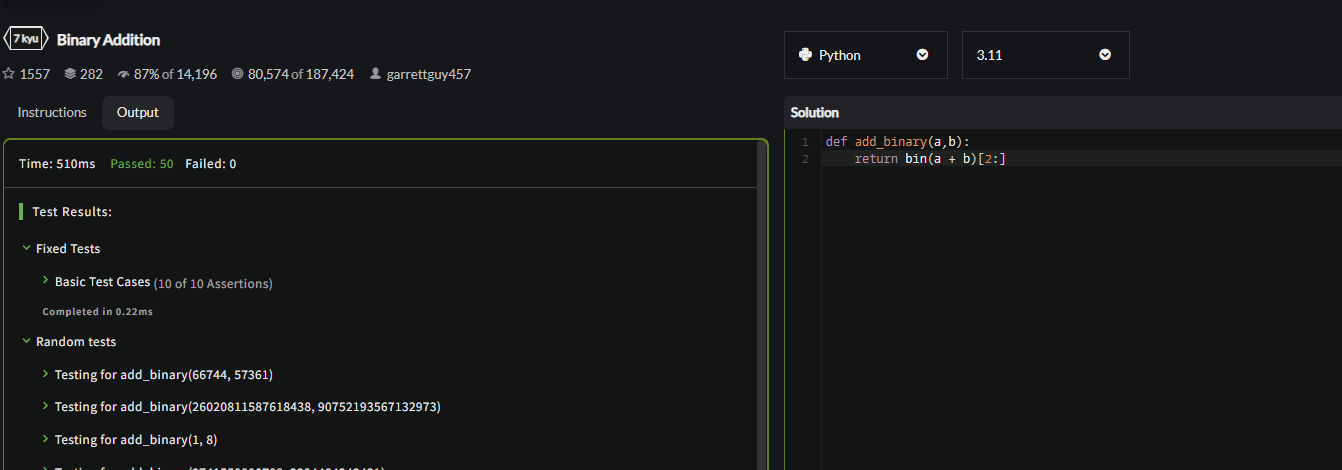 7 kyu Binary Addition
1557 282 87% of 14,196 80,574 of 187,424 garrettguy457
Instructions Output
Time: 510ms Passed: 50 Failed: 0
Test Results:
Fixed Tests
Basic Test Cases (10 of 10 Assertions)
Completed in 0.22ms
Random tests
Testing for add_binary(66744, 57361)
Testing for add_binary(26020811587618438, 90752193567132973)
Testing for add_binary(1, 8)
Python 3.11
Solution
1 def add_binary(a,b):
2 return bin(a + b)[2:]